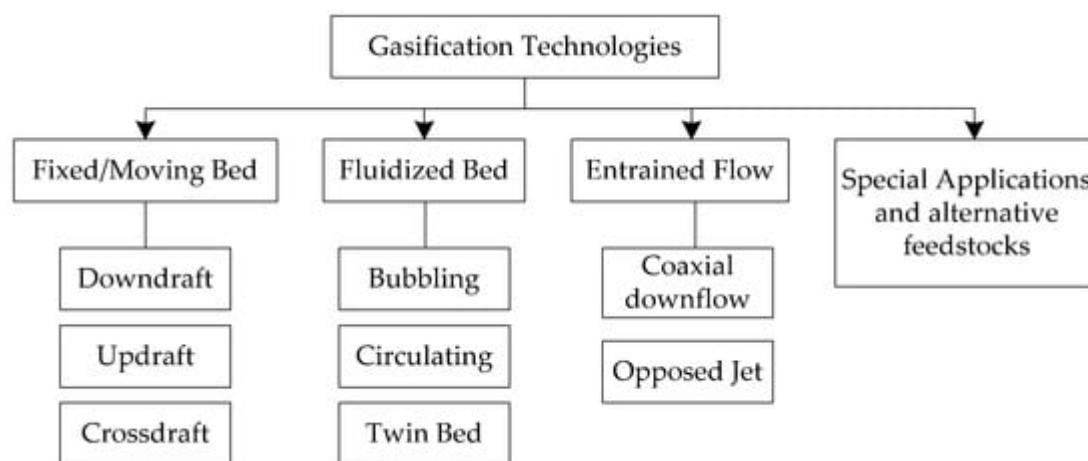 Gasification Technologies
Fixed/Moving Bed
Fluidized Bed
Entrained Flow
Special Applications
and alternative
feedstocks
Downdraft
Bubbling
Coaxial
downflow
Updraft
Circulating
Opposed Jet
Crossdraft
Twin Bed